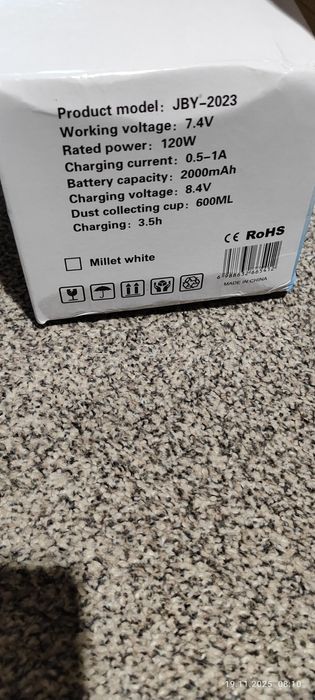 Product model: JBY-2023
Working voltage: 7.4V
Rated power: 120W
Charging current: 0.5-1A
Battery capacity: 2000mAh
Charging voltage: 8.4V
Dust collecting cup: 600ML
Charging: 3.5h
CE RoHS
Millet white
MADE IN CHINA
19.11.2025 08:10